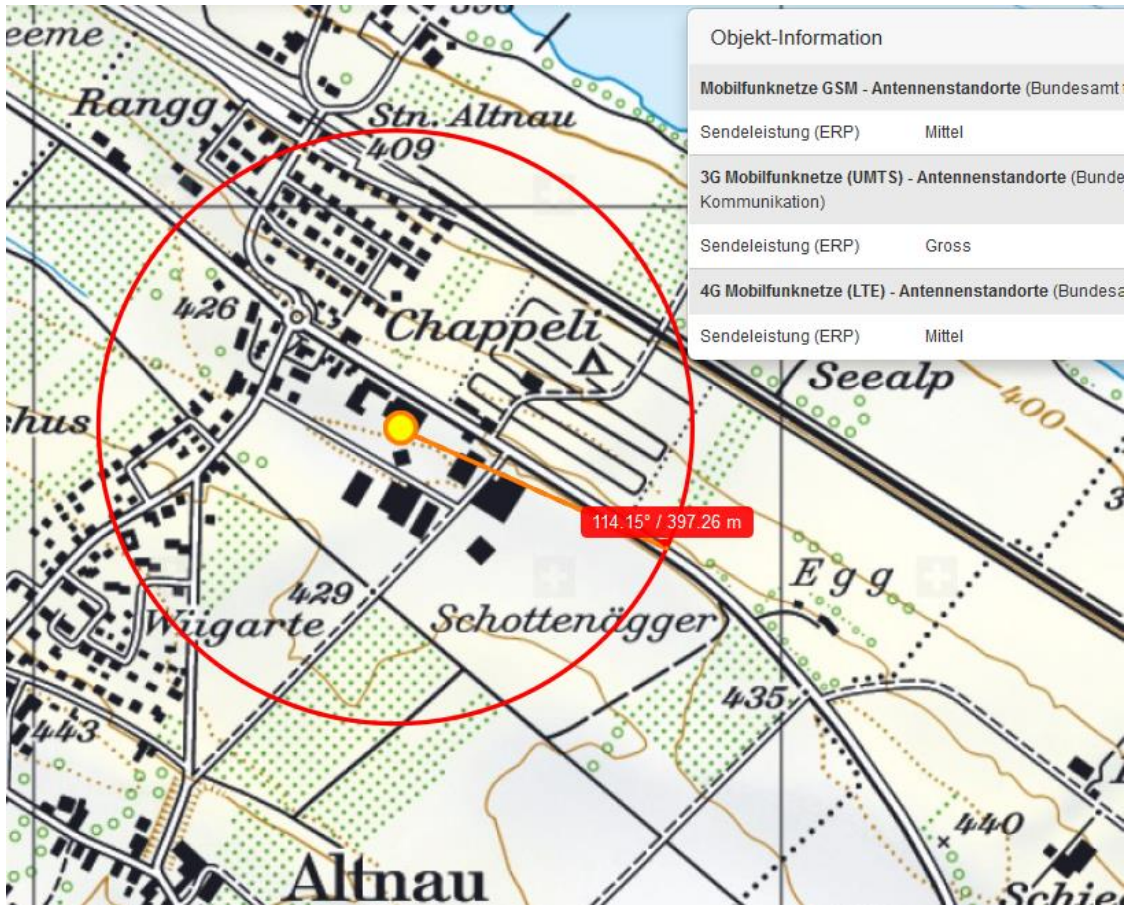 Objekt-Information
Mobilfunknetze GSM - Antennenstandorte (Bundesamt
Sendeleistung (ERP) Mittel
3G Mobilfunknetze (UMTS) - Antennenstandorte (Bunde
Kommunikation)
Sendeleistung (ERP) Gross
4G Mobilfunknetze (LTE) - Antennenstandorte (Bundesa
Sendeleistung (ERP) Mittel
eeme
Rangg
Stn. Altnau
409
426
Chappeli
Seealp
400
hus
114.15° / 397.26 m
Egg
429
Wiigarte
Schottenägger
435
443
440
Altnau
Schie